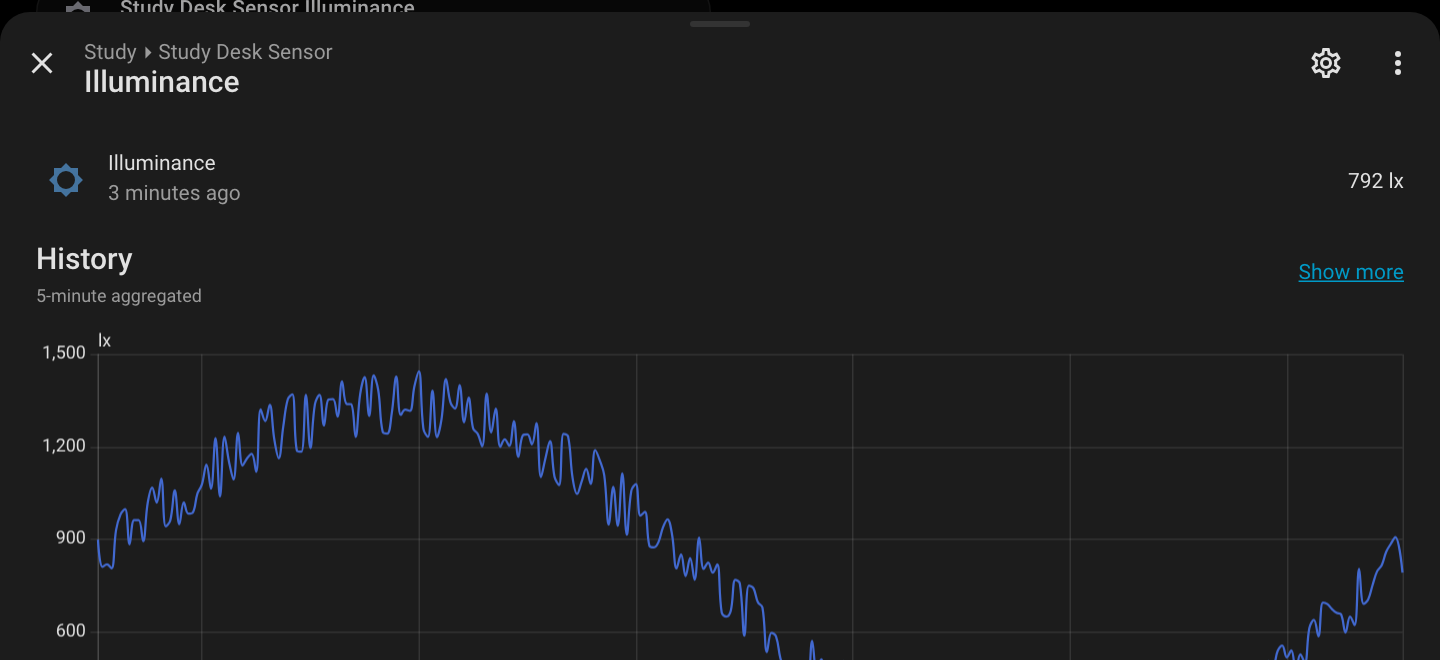 Study Desk Sensor Illuminance
Study ▸ Study Desk Sensor
Illuminance
Illuminance
3 minutes ago
792 lx
History
Show more
5-minute aggregated
lx
1,500
1,200
900
600